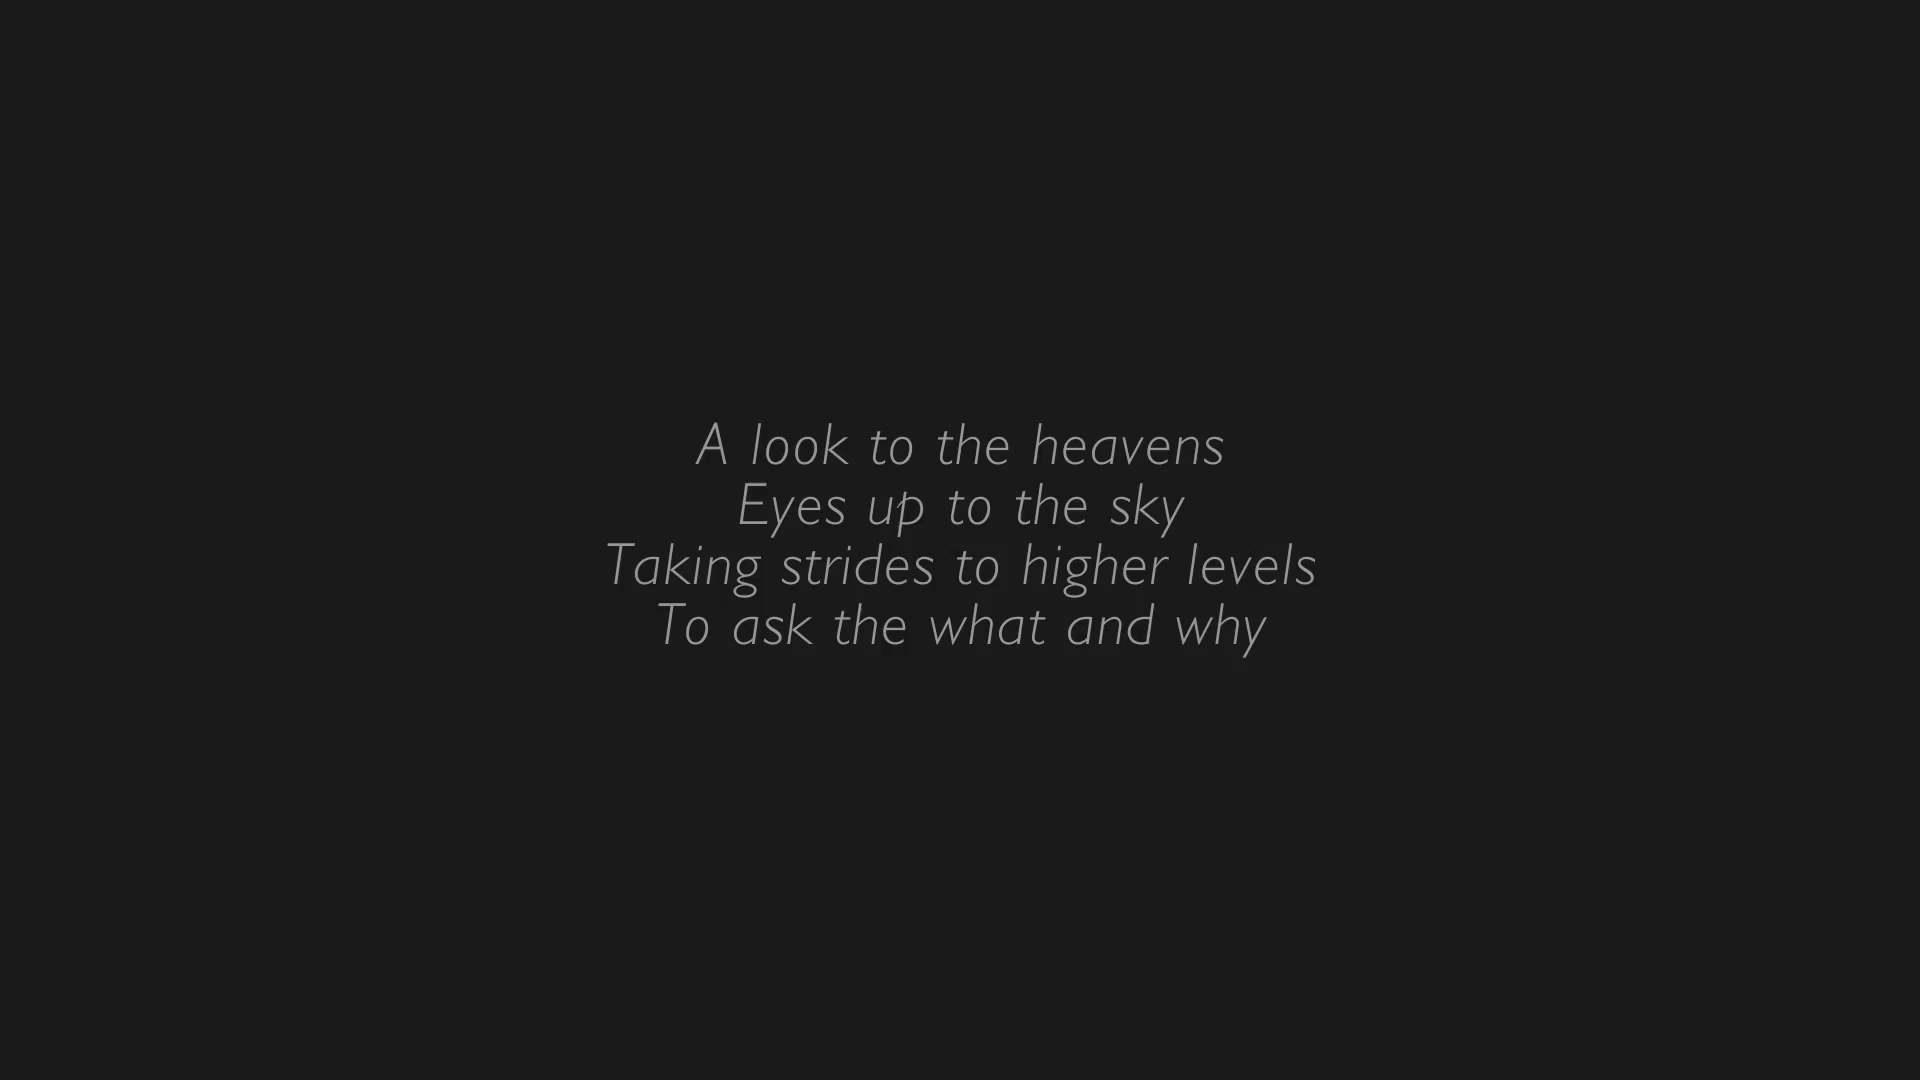 A look to the heavens
Eyes up to the sky
Taking strides to higher levels
To ask the what and why